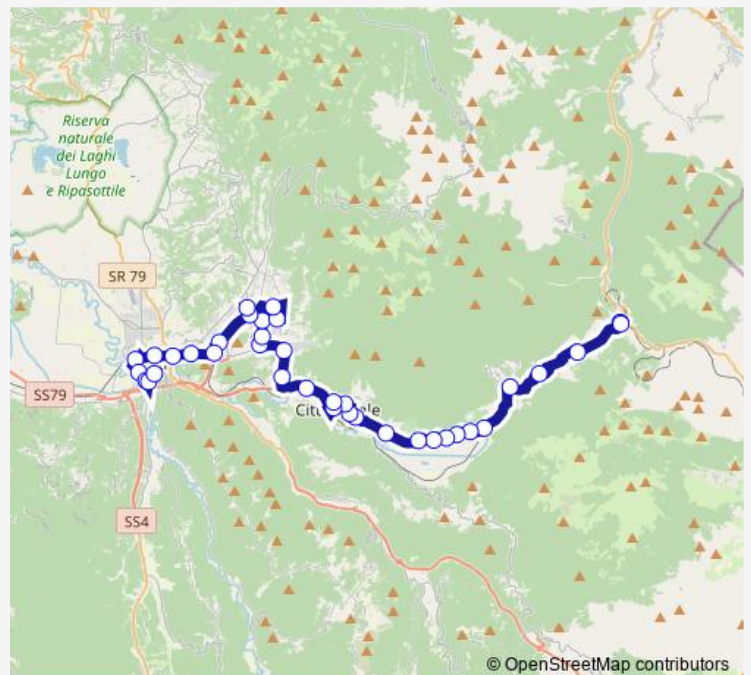 Riserva
naturale
dei Laghi
Lungo
e Ripasottile
SR 79
SS79
SS4
© OpenStreetMap contributors